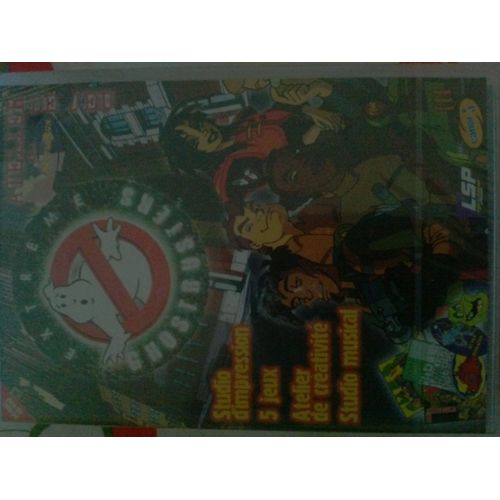 EXTREME
GHOSTBUSTERS
Studio
d'impression
5 jeux
Atelier
de créativité
Studio musical
LSP